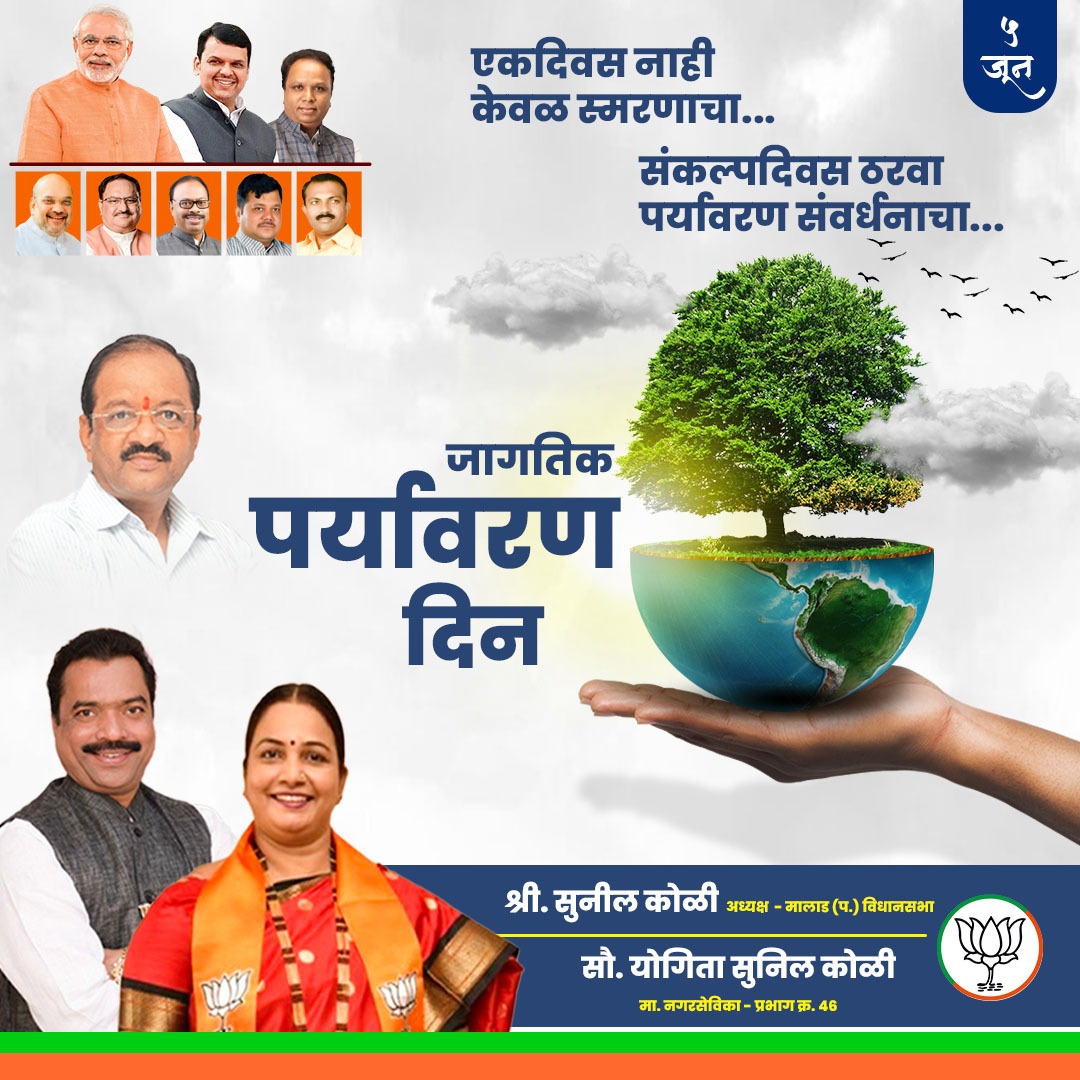 ५
जून
एकदिवस नाही
केवळ स्मरणाचा...
संकल्पदिवस ठरवा
पर्यावरण संवर्धनाचा...
जागतिक
पर्यावरण
दिन
श्री. सुनील कोळी अध्यक्ष - मालाड (प.) विधानसभा
सौ. योगिता सुनिल कोळी
मा. नगरसेविका - प्रभाग क्र. 46